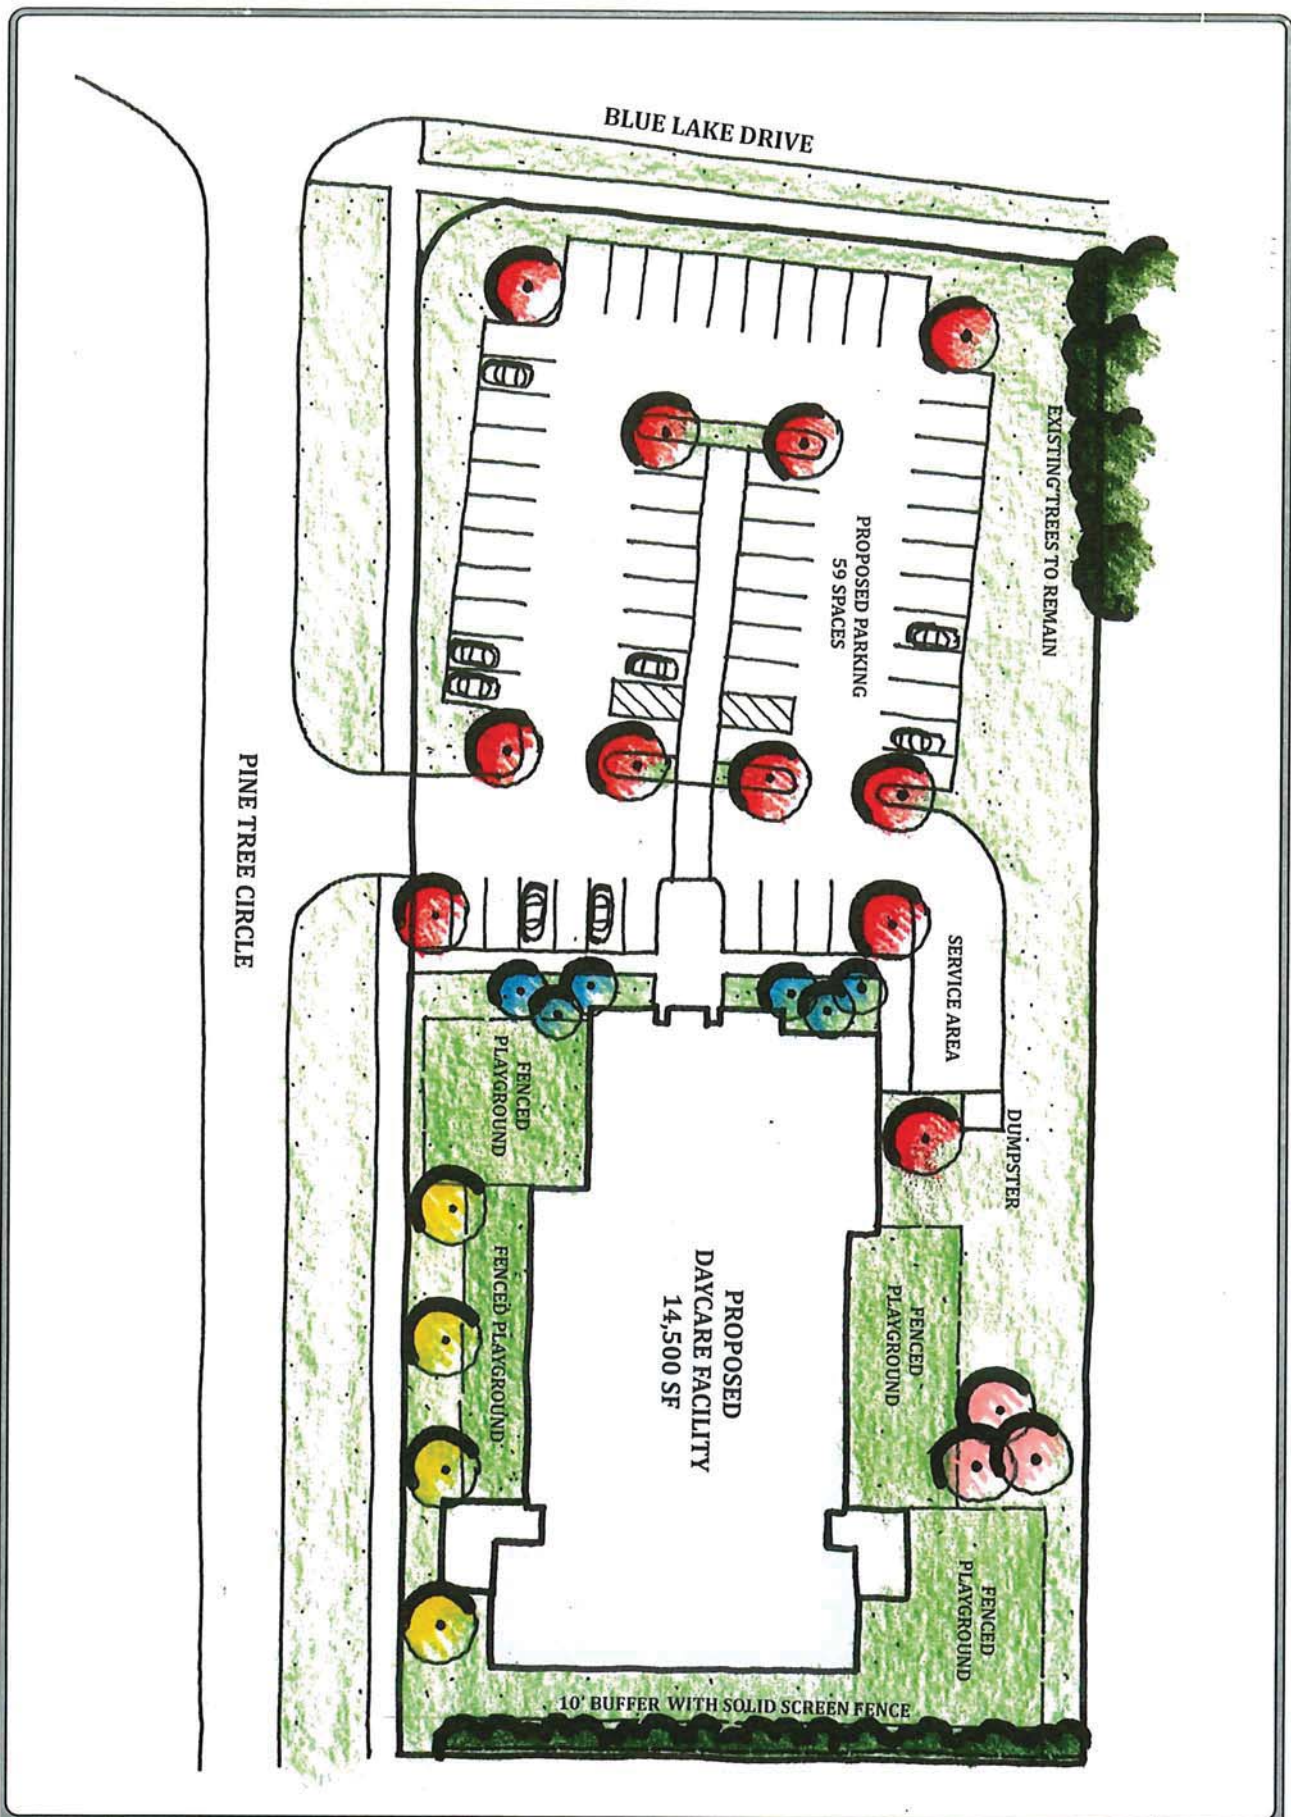 BLUE LAKE DRIVE
EXISTING TREES TO REMAIN
PROPOSED PARKING
59 SPACES
PINE TREE CIRCLE
SERVICE AREA
DUMPSTER
FENCED
PLAYGROUND
FENCED PLAYGROUND
PROPOSED
DAYCARE FACILITY
14,500 SF
FENCED
PLAYGROUND
FENCED
PLAYGROUND
10' BUFFER WITH SOLID SCREEN FENCE